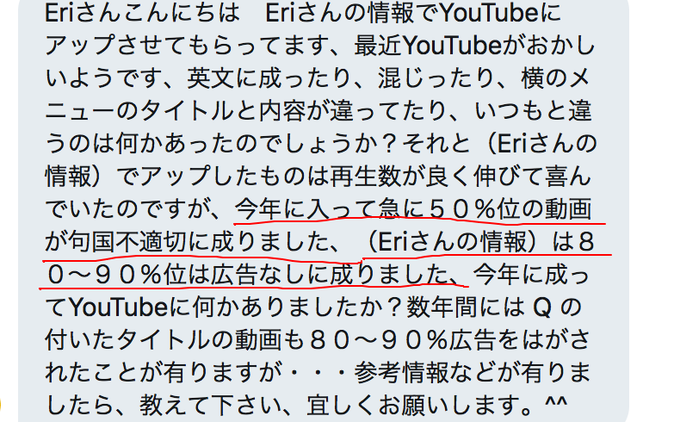 Eriさんこんにちは　Eriさんの情報でYouTubeに
アップさせてもらってます、最近YouTubeがおかし
いようです、英文に成ったり、混じったり、横のメ
ニューのタイトルと内容が違ってたり、いつもと違
うのは何かあったのでしょうか？それと（Eriさんの
情報）でアップしたものは再生数が良く伸びて喜ん
でいたのですが、今年に入って急に５０％位の動画
が句国不適切に成りました、（Eriさんの情報）は８
０〜９０％位は広告なしに成りました、今年に成っ
てYouTubeに何かありましたか？数年間には Q の
付いたタイトルの動画も８０〜９０％広告をはがさ
れたことが有りますが・・・参考情報などが有りま
したら、教えて下さい、宜しくお願いします。^^